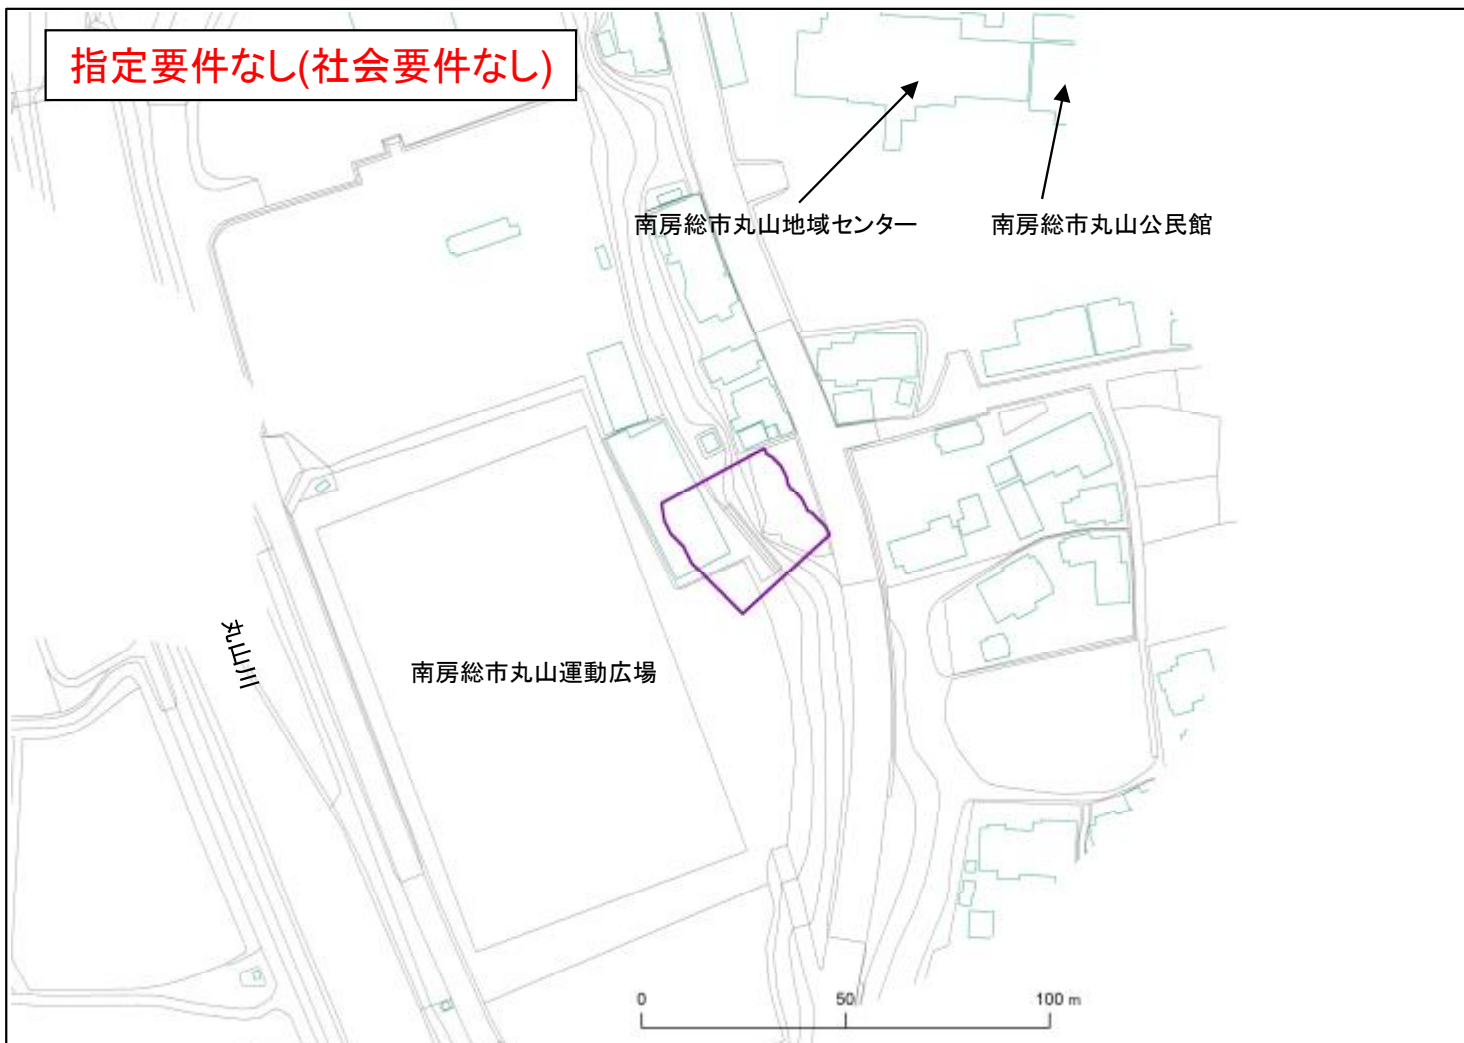 指定要件なし(社会要件なし)
南房総市丸山地域センター
南房総市丸山公民館
丸山川
南房総市丸山運動広場
0 50 100 m